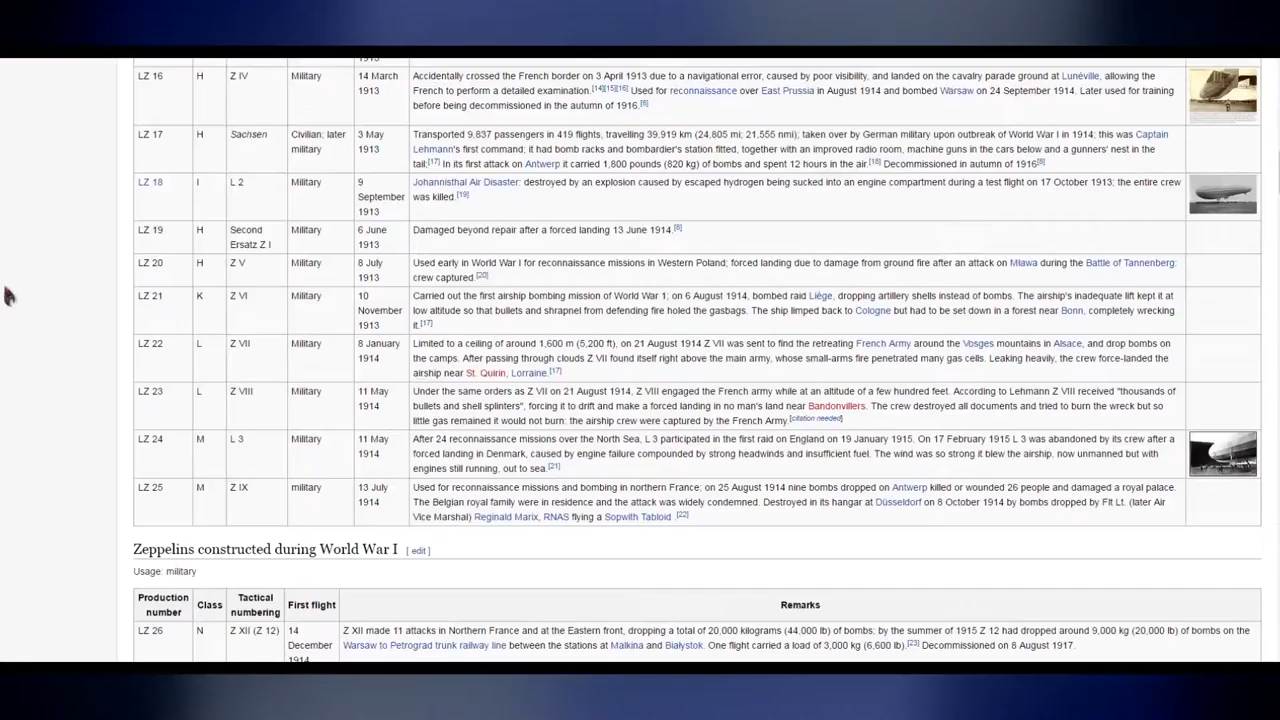 1913
LZ 16 H Z IV Military 14 March Accidentally crossed the French border on 3 April 1913 due to a navigational error, caused by poor visibility, and landed on the cavalry parade ground at Lunéville, allowing the
1913 French to perform a detailed examination.[14][15][16] Used for reconnaissance over East Prussia in August 1914 and bombed Warsaw on 24 September 1914. Later used for training
before being decommissioned in the autumn of 1916.[6]
LZ 17 H Sachsen Civilian; later 3 May Transported 9,837 passengers in 419 flights, travelling 39,919 km (24,805 mi; 21,555 nmi); taken over by German military upon outbreak of World War I in 1914; this was Captain
military 1913 Lehmann's first command; it had bomb racks and bombardier's station fitted, together with an improved radio room, machine guns in the cars below and a gunners' nest in the
tail;[17] In its first attack on Antwerp it carried 1,800 pounds (820 kg) of bombs and spent 12 hours in the air.[18] Decommissioned in autumn of 1916[8]
LZ 18 I L 2 Military 9 Johannisthal Air Disaster: destroyed by an explosion caused by escaped hydrogen being sucked into an engine compartment during a test flight on 17 October 1913; the entire crew
September was killed.[19]
1913
LZ 19 H Second Military 6 June Damaged beyond repair after a forced landing 13 June 1914.[8]
Ersatz Z I 1913
LZ 20 H Z V Military 8 July Used early in World War I for reconnaissance missions in Western Poland; forced landing due to damage from ground fire after an attack on Mława during the Battle of Tannenberg:
1913 crew captured.[20]
LZ 21 K Z VI Military 10 Carried out the first airship bombing mission of World War 1; on 6 August 1914, bombed raid Liége, dropping artillery shells instead of bombs. The airship's inadequate lift kept it at
November low altitude so that bullets and shrapnel from defending fire holed the gasbags. The ship limped back to Cologne but had to be set down in a forest near Bonn, completely wrecking
1913 it.[17]
LZ 22 L Z VII Military 8 January Limited to a ceiling of around 1,600 m (5,200 ft), on 21 August 1914 Z VII was sent to find the retreating French Army around the Vosges mountains in Alsace, and drop bombs on
1914 the camps. After passing through clouds Z VII found itself right above the main army, whose small-arms fire penetrated many gas cells. Leaking heavily, the crew force-landed the
airship near St. Quirin, Lorraine.[17]
LZ 23 L Z VIII Military 11 May Under the same orders as Z VII on 21 August 1914, Z VIII engaged the French army while at an altitude of a few hundred feet. According to Lehmann Z VIII received "thousands of
1914 bullets and shell splinters", forcing it to drift and make a forced landing in no man's land near Bandonvillers. The crew destroyed all documents and tried to burn the wreck but so
little gas remained it would not burn: the airship crew were captured by the French Army.[citation needed]
LZ 24 M L 3 Military 11 May After 24 reconnaissance missions over the North Sea, L 3 participated in the first raid on England on 19 January 1915. On 17 February 1915 L 3 was abandoned by its crew after a
1914 forced landing in Denmark, caused by engine failure compounded by strong headwinds and insufficient fuel. The wind was so strong it blew the airship, now unmanned but with
engines still running, out to sea.[21]
LZ 25 M Z IX military 13 July Used for reconnaissance missions and bombing in northern France; on 25 August 1914 nine bombs dropped on Antwerp killed or wounded 26 people and damaged a royal palace.
1914 The Belgian royal family were in residence and the attack was widely condemned. Destroyed in its hangar at Düsseldorf on 8 October 1914 by bombs dropped by Flt Lt. (later Air
Vice Marshal) Reginald Marix, RNAS flying a Sopwith Tabloid .[22]
Zeppelins constructed during World War I [ edit ]
Usage: military
Production number Class Tactical numbering First flight Remarks
LZ 26 N Z XII (Z 12) 14 Z XII made 11 attacks in Northern France and at the Eastern front, dropping a total of 20,000 kilograms (44,000 lb) of bombs; by the summer of 1915 Z 12 had dropped around 9,000 kg (20,000 lb) of bombs on the
December Warsaw to Petrograd trunk railway line between the stations at Malkina and Białystok. One flight carried a load of 3,000 kg (6,600 lb).[23] Decommissioned on 8 August 1917.
1914